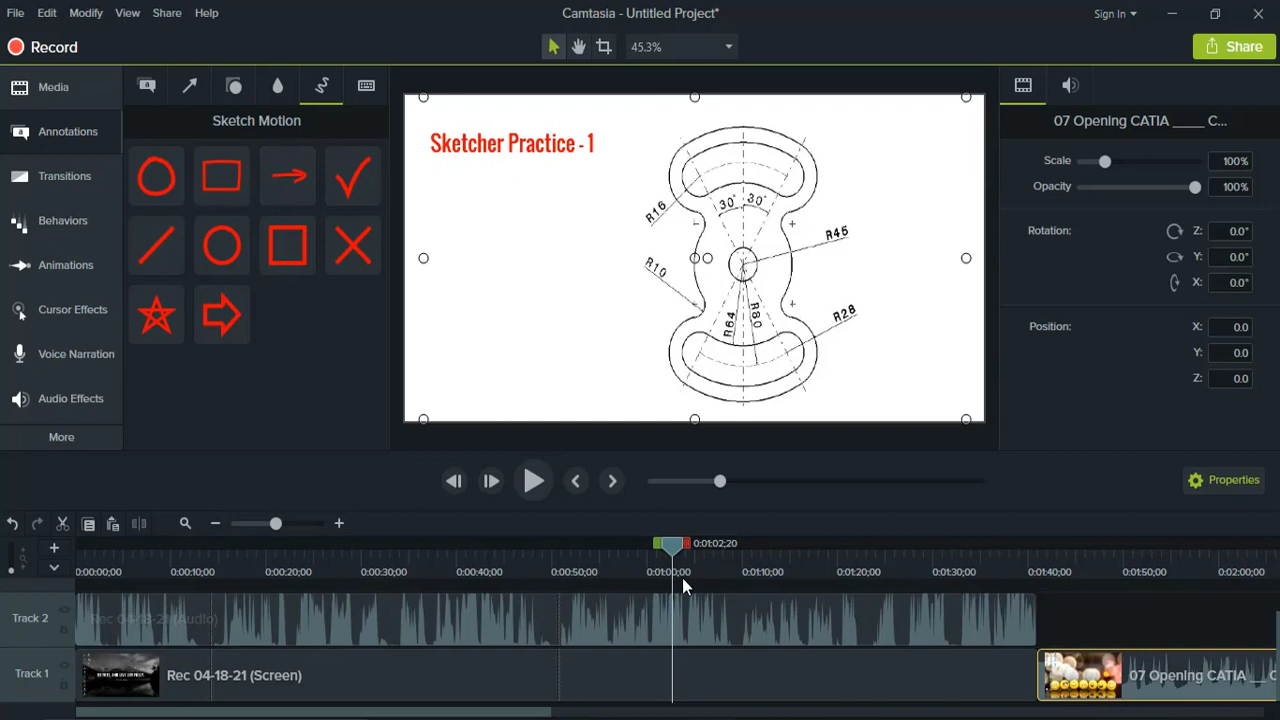 File Edit Modify View Share Help
Camtasia - Untitled Project*
Sign In
Record
45.3%
Share
Media
Annotations
Transitions
Behaviors
Animations
Cursor Effects
Voice Narration
Audio Effects
More
Sketch Motion
Sketcher Practice - 1
R16
30° 30°
R45
R10
R64
R80
R28
07 Opening CATIA ____ C...
Scale 100%
Opacity 100%
Rotation: Z: 0.0°
Y: 0.0°
X: 0.0°
Position: X: 0.0
Y: 0.0
Z: 0.0
Properties
0:01:02;20
0:00:00;00 0:00:10;00 0:00:20;00 0:00:30;00 0:00:40;00 0:00:50;00 0:01:00;00 0:01:10;00 0:01:20;00 0:01:30;00 0:01:40;00 0:01:50;00 0:02:00;00
Track 2
Rec 04-18-21 (Audio)
Track 1
Rec 04-18-21 (Screen)
07 Opening CATIA __ C